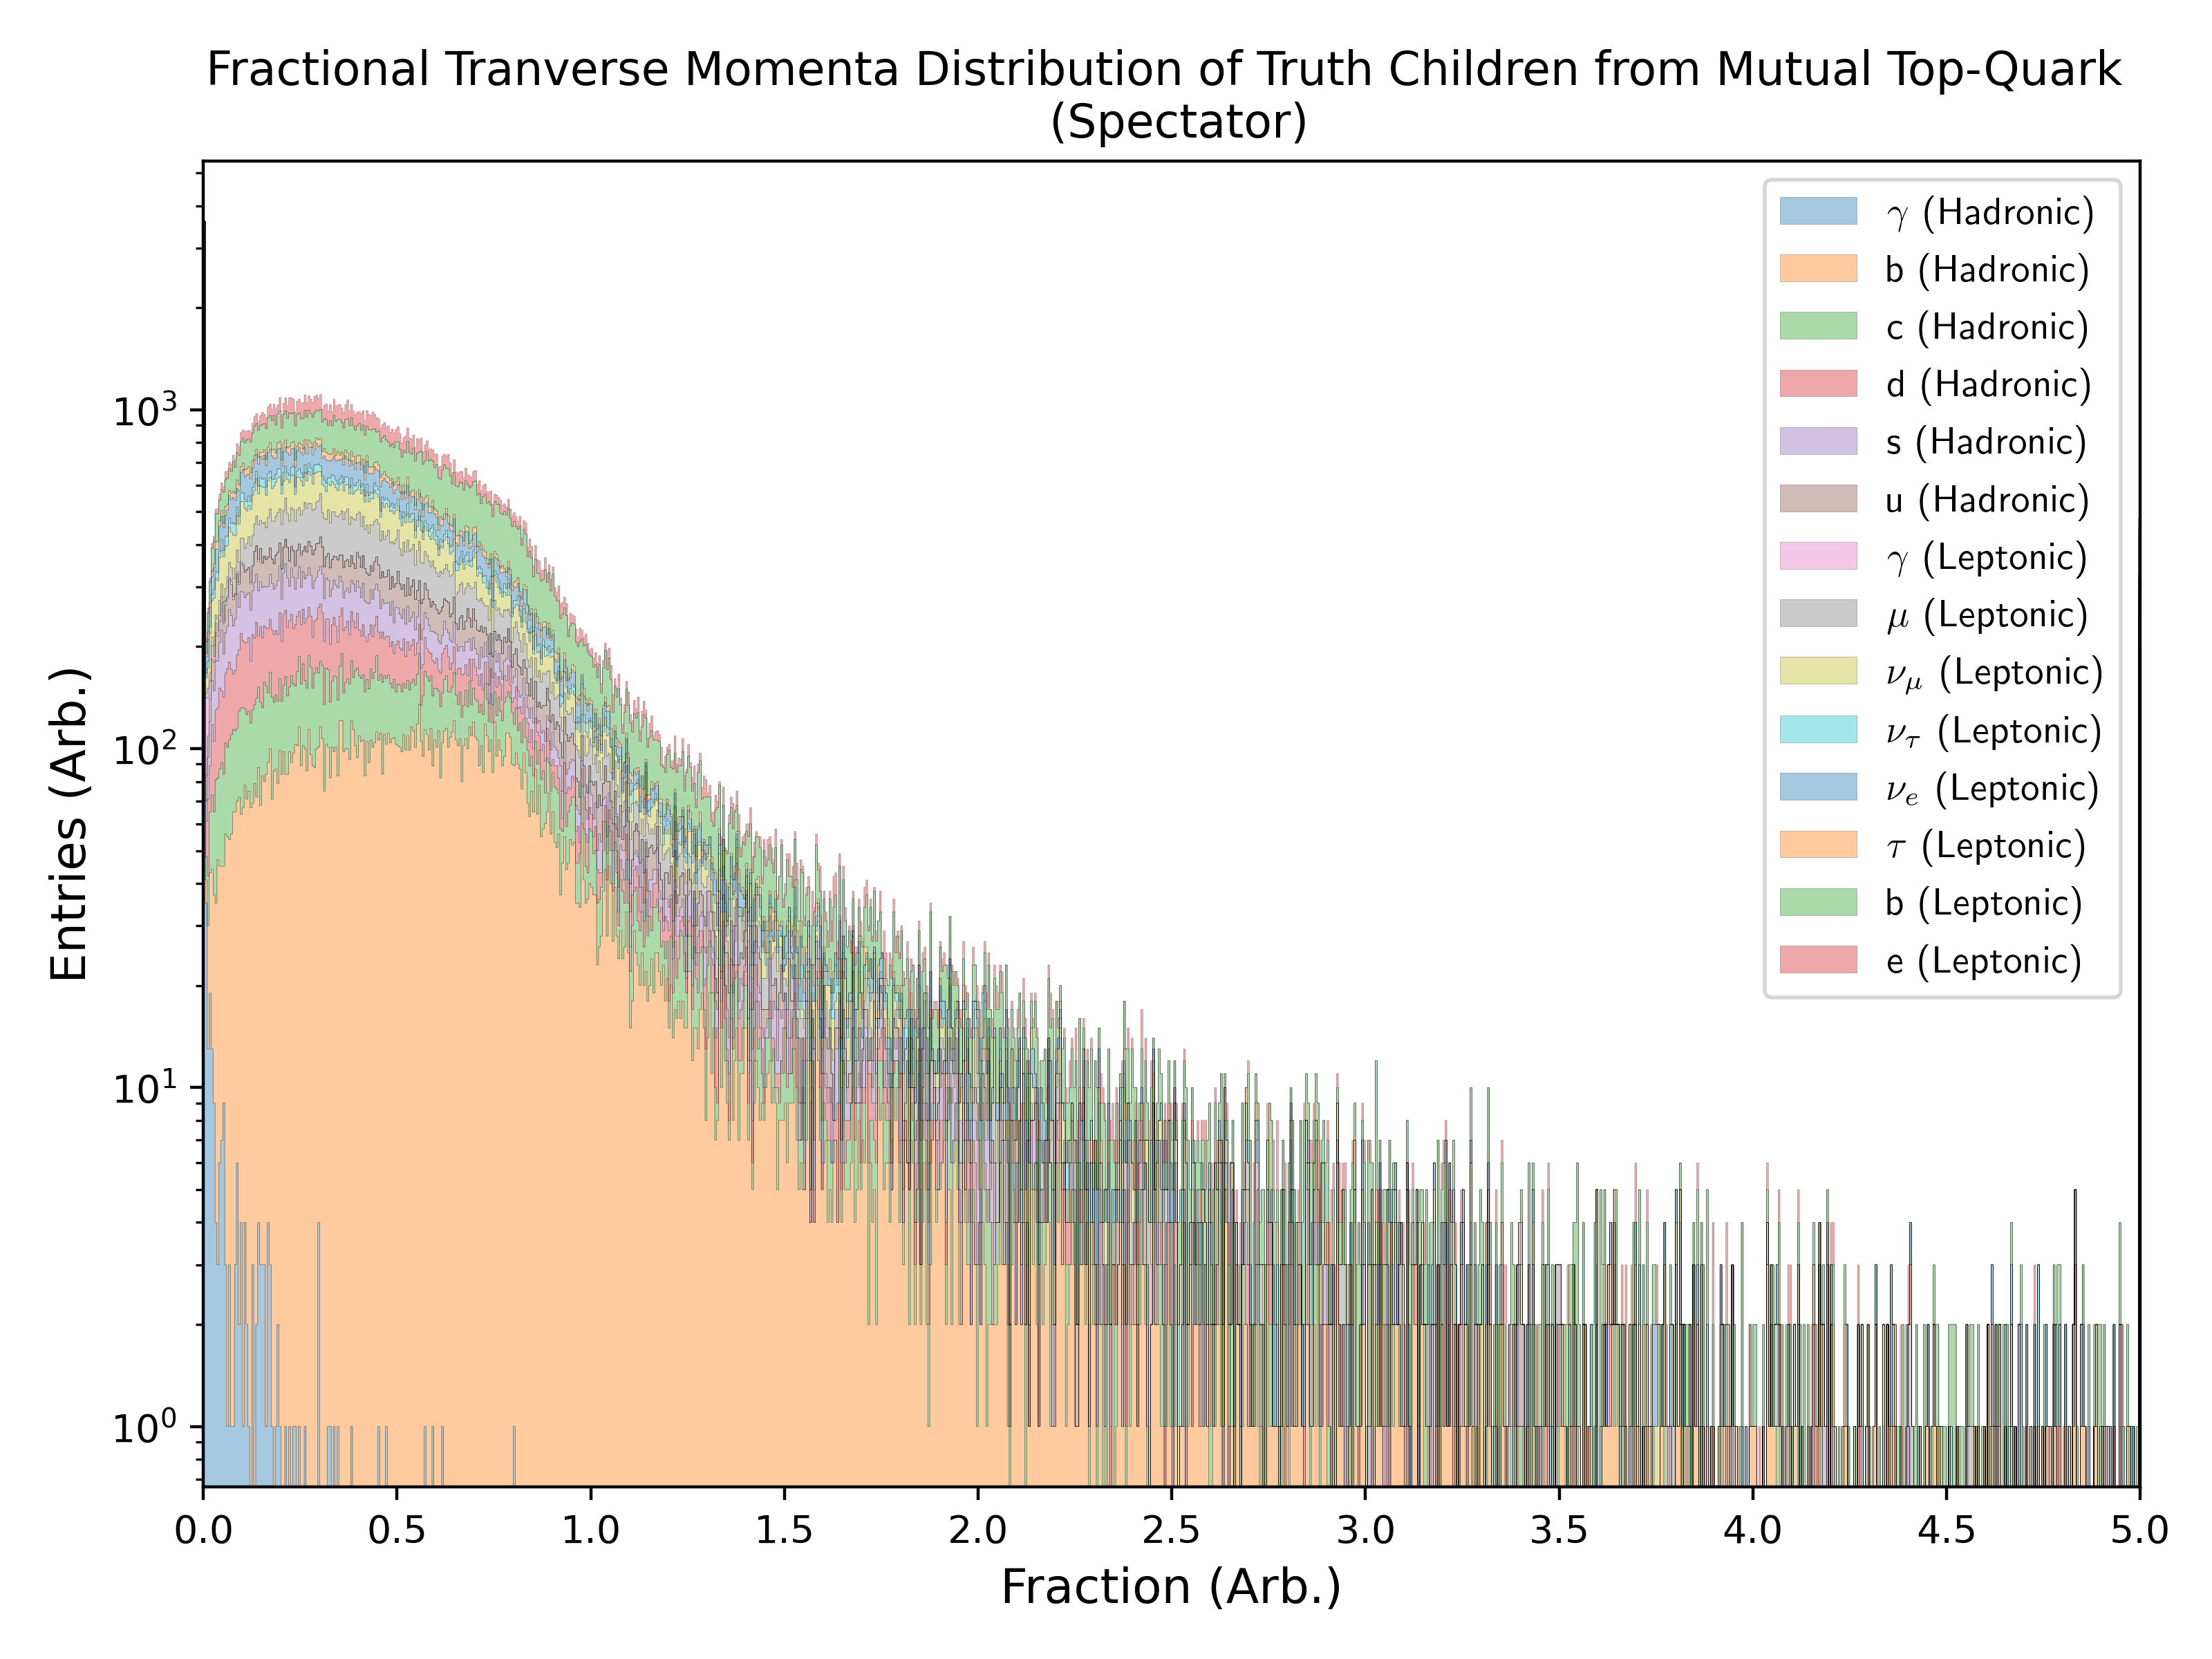 Fractional Tranverse Momenta Distribution of Truth Children from Mutual Top-Quark
(Spectator)
γ (Hadronic)
b (Hadronic)
c (Hadronic)
d (Hadronic)
s (Hadronic)
u (Hadronic)
γ (Leptonic)
μ (Leptonic)
ν_μ (Leptonic)
ν_τ (Leptonic)
ν_e (Leptonic)
τ (Leptonic)
b (Leptonic)
e (Leptonic)
Entries (Arb.)
10³
10²
10¹
10⁰
0.0 0.5 1.0 1.5 2.0 2.5 3.0 3.5 4.0 4.5 5.0
Fraction (Arb.)